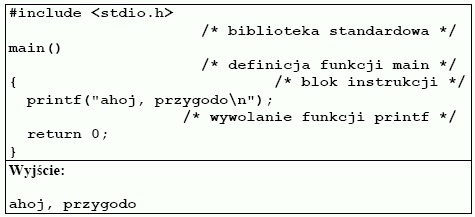 #include <stdio.h>
/* biblioteka standardowa */
main()
/* definicja funkcji main */
{ /* blok instrukcji */
printf("ahoj, przygodo\n");
/* wywolanie funkcji printf */
return 0;
}
Wyjście:
ahoj, przygodo